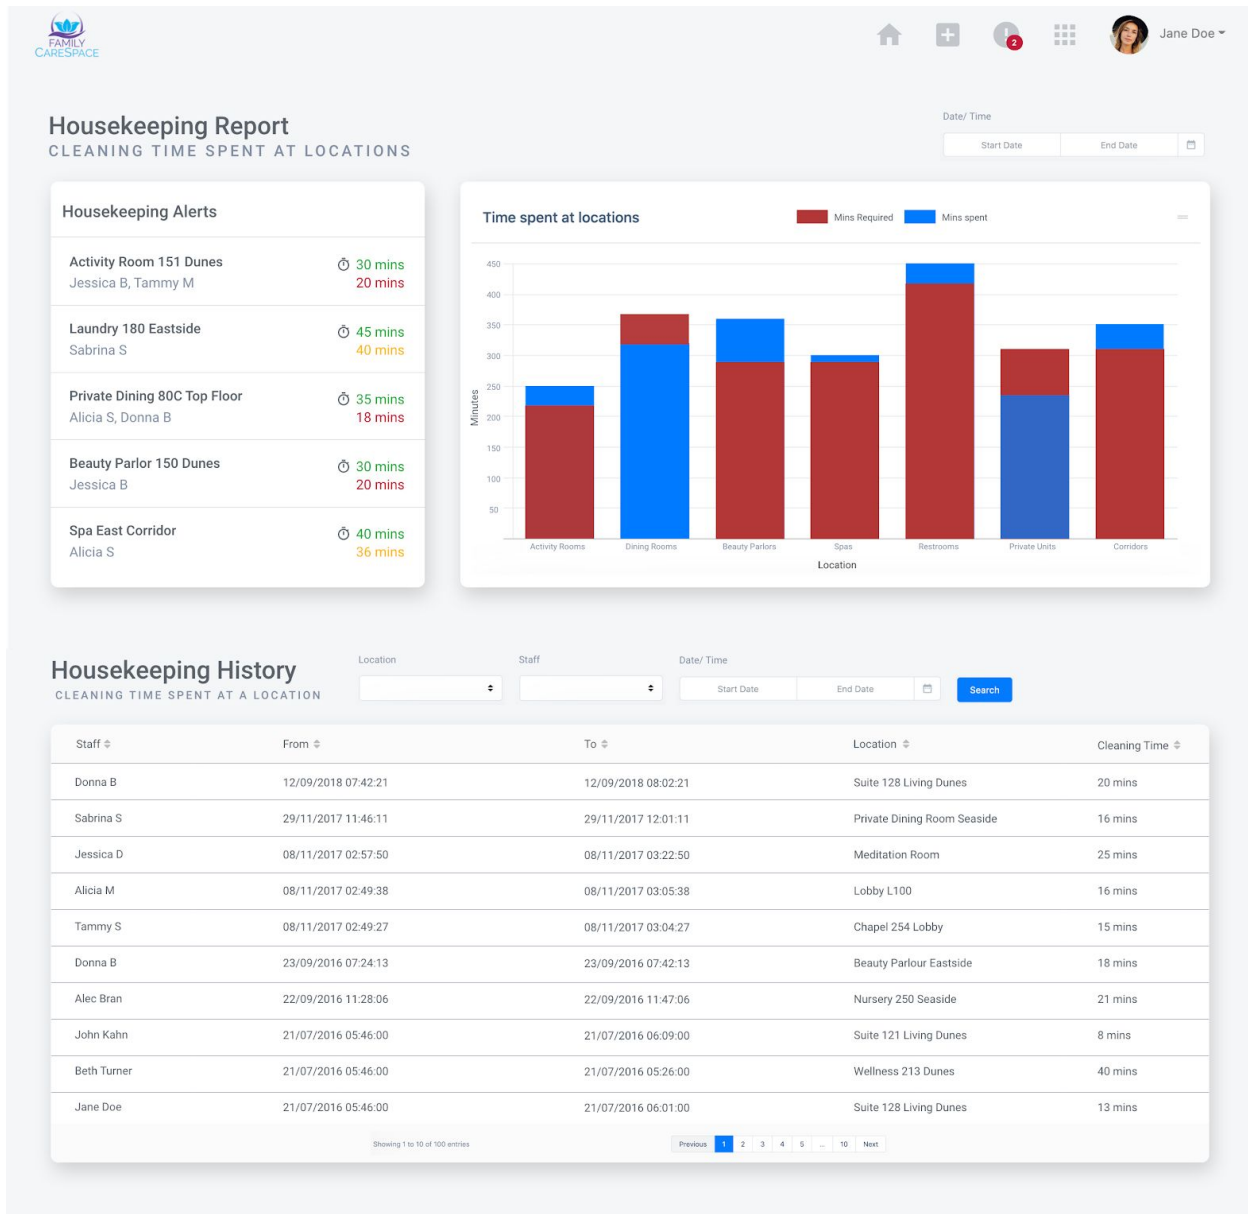 FAMILY
CARESPACE
2
Jane Doe
Housekeeping Report
CLEANING TIME SPENT AT LOCATIONS
Date/ Time
Start Date End Date
Housekeeping Alerts
Activity Room 151 Dunes 30 mins
Jessica B, Tammy M 20 mins
Laundry 180 Eastside 45 mins
Sabrina S 40 mins
Private Dining 80C Top Floor 35 mins
Alicia S, Donna B 18 mins
Beauty Parlor 150 Dunes 30 mins
Jessica B 20 mins
Spa East Corridor 40 mins
Alicia S 36 mins
Time spent at locations Mins Required Mins spent
450
400
350
300
250
200
150
100
50
Minutes
Activity Rooms Dining Rooms Beauty Parlors Spas Restrooms Private Units Corridors
Location
Housekeeping History
CLEANING TIME SPENT AT A LOCATION
Location Staff Date/ Time
Start Date End Date Search
Staff From To Location Cleaning Time
Donna B 12/09/2018 07:42:21 12/09/2018 08:02:21 Suite 128 Living Dunes 20 mins
Sabrina S 29/11/2017 11:46:11 29/11/2017 12:01:11 Private Dining Room Seaside 16 mins
Jessica D 08/11/2017 02:57:50 08/11/2017 03:22:50 Meditation Room 25 mins
Alicia M 08/11/2017 02:49:38 08/11/2017 03:05:38 Lobby L100 16 mins
Tammy S 08/11/2017 02:49:27 08/11/2017 03:04:27 Chapel 254 Lobby 15 mins
Donna B 23/09/2016 07:24:13 23/09/2016 07:42:13 Beauty Parlour Eastside 18 mins
Alec Bran 22/09/2016 11:28:06 22/09/2016 11:47:06 Nursery 250 Seaside 21 mins
John Kahn 21/07/2016 05:46:00 21/07/2016 06:09:00 Suite 121 Living Dunes 8 mins
Beth Turner 21/07/2016 05:46:00 21/07/2016 05:26:00 Wellness 213 Dunes 40 mins
Jane Doe 21/07/2016 05:46:00 21/07/2016 06:01:00 Suite 128 Living Dunes 13 mins
Showing 1 to 10 of 100 entries Previous 1 2 3 4 5 ... 10 Next